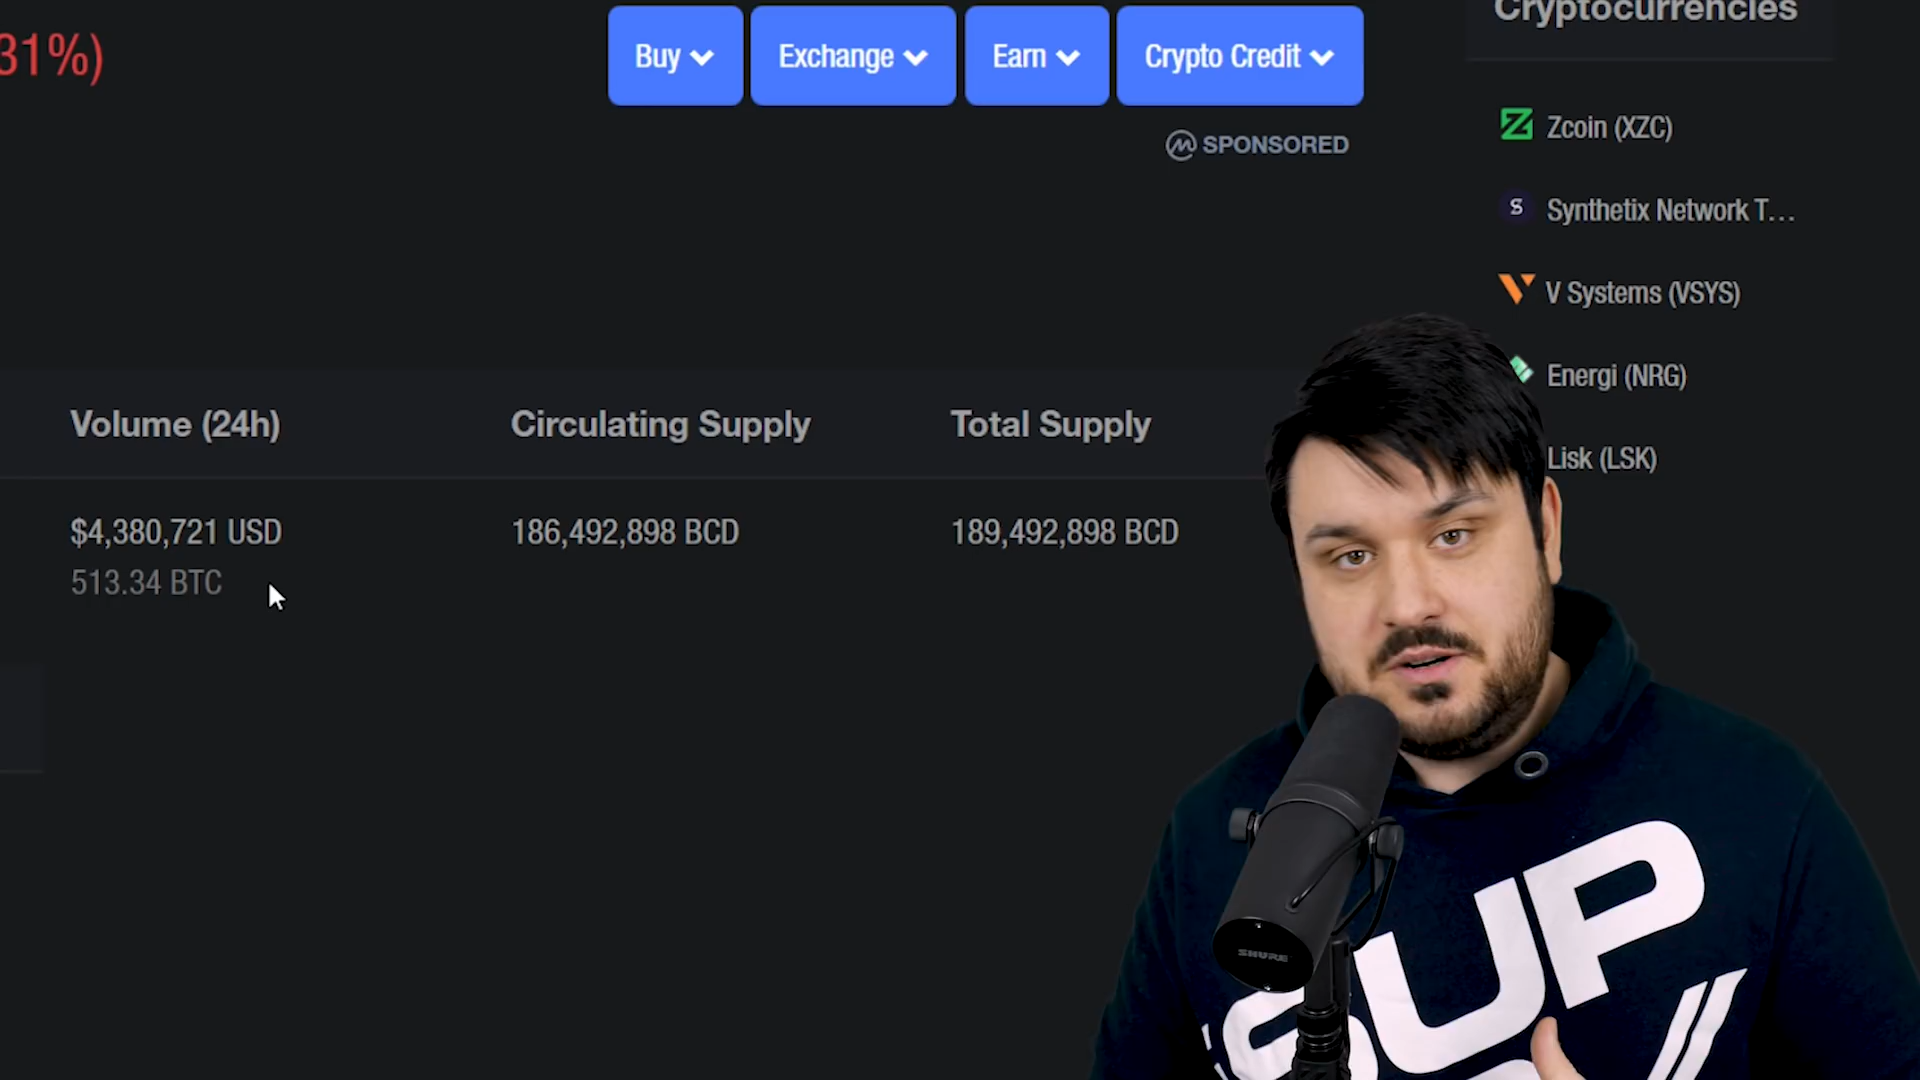 31%)
Buy
Exchange
Earn
Crypto Credit
SPONSORED
Cryptocurrencies
Zcoin (XZC)
Synthetix Network T...
V Systems (VSYS)
Energi (NRG)
Lisk (LSK)
Volume (24h)
Circulating Supply
Total Supply
$4,380,721 USD
186,492,898 BCD
189,492,898 BCD
513.34 BTC
SHURE
SUP